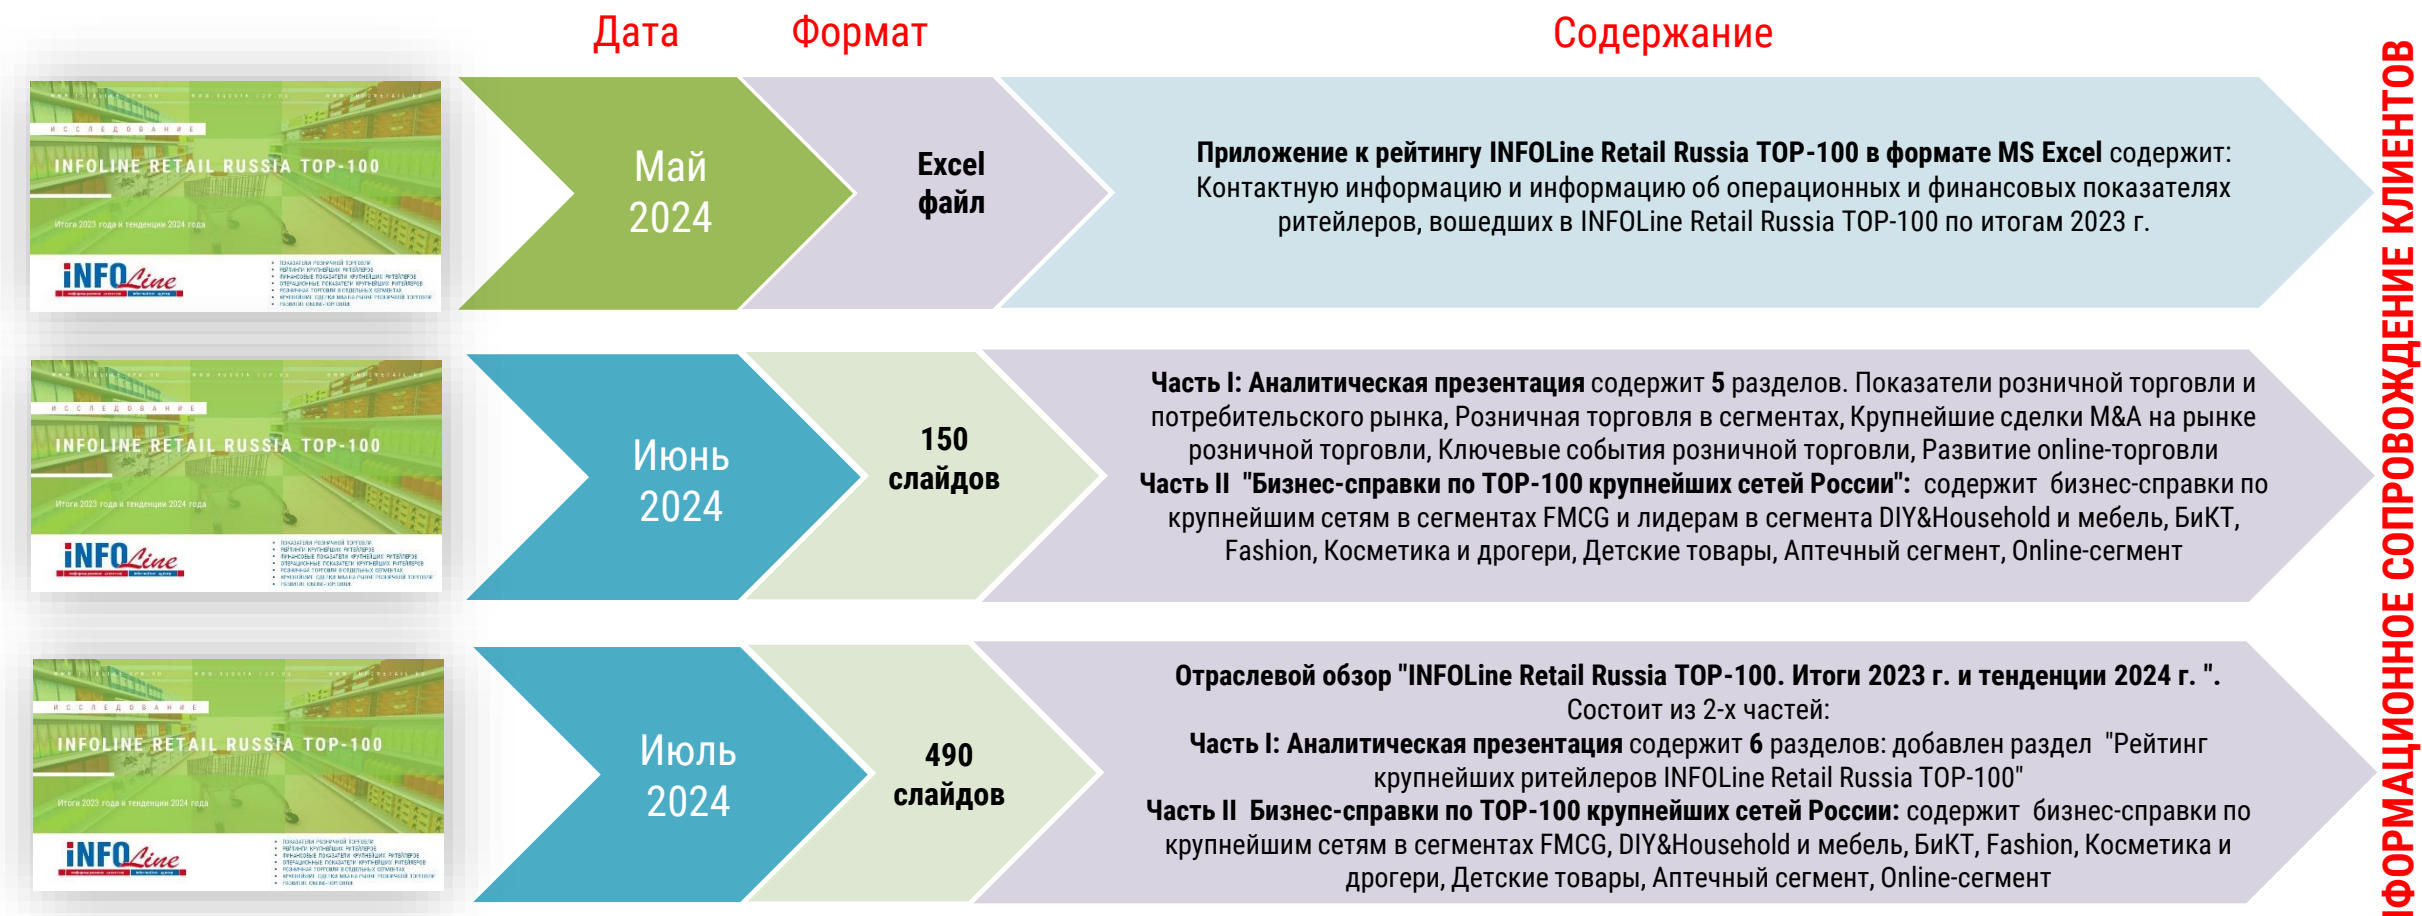 Дата
Формат
Содержание
ИССЛЕДОВАНИЕ
INFOLINE RETAIL RUSSIA TOP-100
Итоги 2023 года и тенденции 2024 года
iNFOLine
Май
2024
Excel
файл
Приложение к рейтингу INFOLine Retail Russia TOP-100 в формате MS Excel содержит:
Контактную информацию и информацию об операционных и финансовых показателях
ритейлеров, вошедших в INFOLine Retail Russia TOP-100 по итогам 2023 г.
ИССЛЕДОВАНИЕ
INFOLINE RETAIL RUSSIA TOP-100
Итоги 2023 года и тенденции 2024 года
iNFOLine
Июнь
2024
150
слайдов
Часть I: Аналитическая презентация содержит 5 разделов. Показатели розничной торговли и
потребительского рынка, Розничная торговля в сегментах, Крупнейшие сделки M&A на рынке
розничной торговли, Ключевые события розничной торговли, Развитие online-торговли
Часть II "Бизнес-справки по TOP-100 крупнейших сетей России": содержит бизнес-справки по
крупнейшим сетям в сегментах FMCG и лидерам в сегмента DIY&Household и мебель, БиКТ,
Fashion, Косметика и дрогери, Детские товары, Аптечный сегмент, Online-сегмент
ИССЛЕДОВАНИЕ
INFOLINE RETAIL RUSSIA TOP-100
Итоги 2023 года и тенденции 2024 года
iNFOLine
Июль
2024
490
слайдов
Отраслевой обзор "INFOLine Retail Russia TOP-100. Итоги 2023 г. и тенденции 2024 г. ".
Состоит из 2-х частей:
Часть I: Аналитическая презентация содержит 6 разделов: добавлен раздел "Рейтинг
крупнейших ритейлеров INFOLine Retail Russia TOP-100"
Часть II Бизнес-справки по TOP-100 крупнейших сетей России: содержит бизнес-справки по
крупнейшим сетям в сегментах FMCG, DIY&Household и мебель, БиКТ, Fashion, Косметика и
дрогери, Детские товары, Аптечный сегмент, Online-сегмент
ФОРМАЦИОННОЕ СОПРОВОЖДЕНИЕ КЛИЕНТОВ